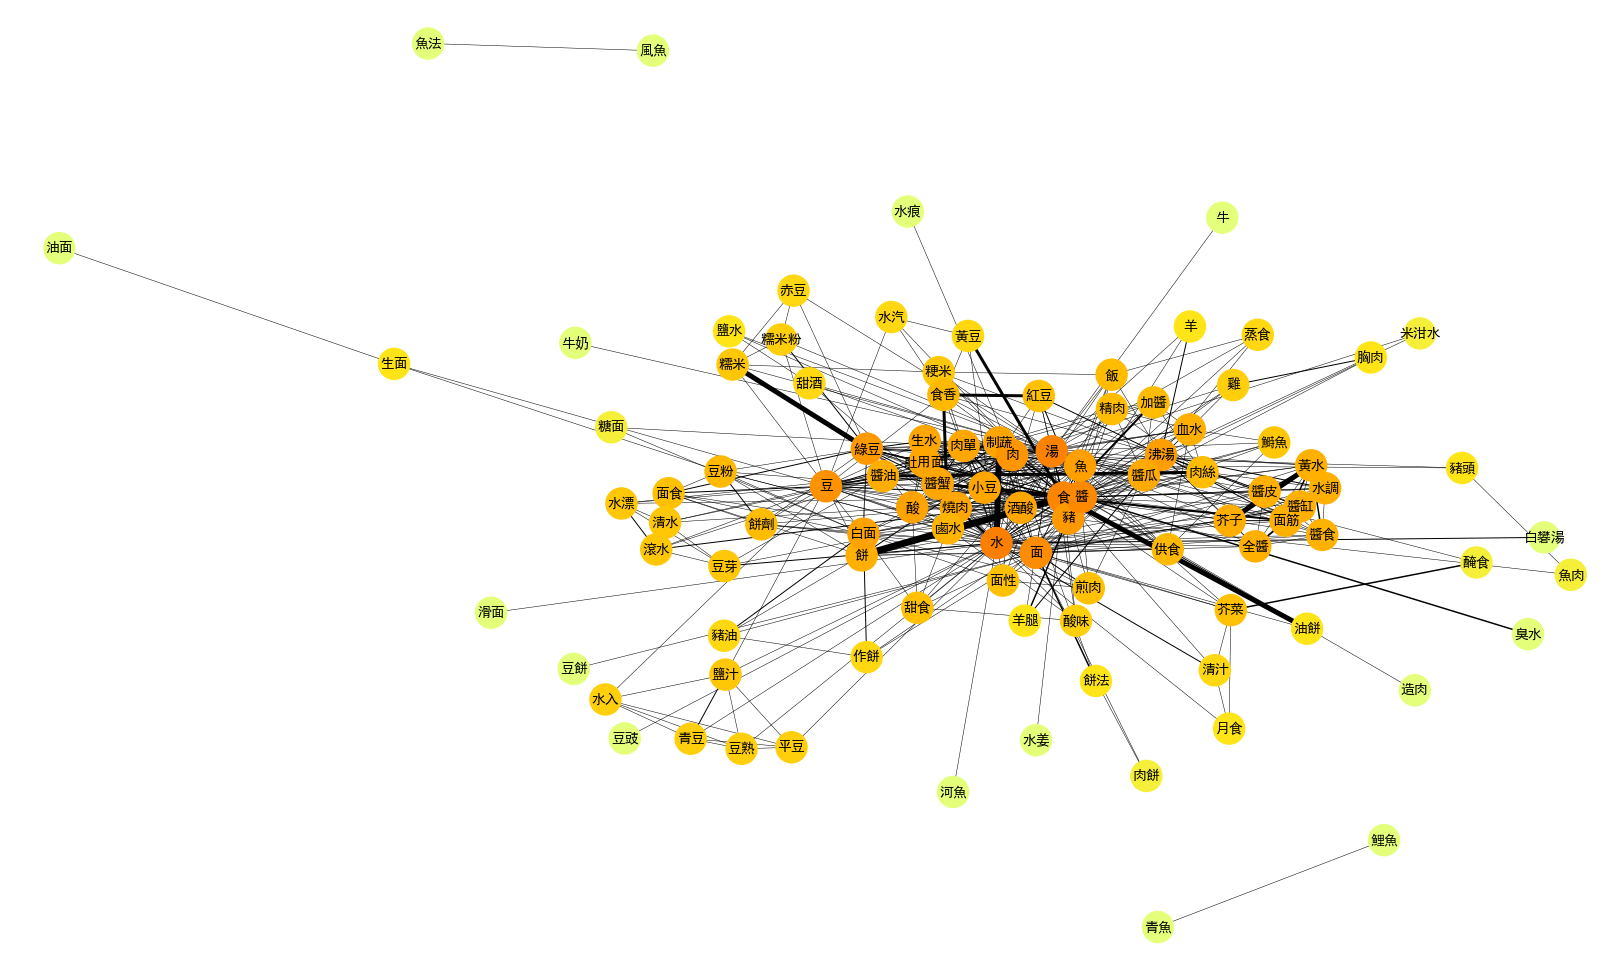 魚法
風魚
水痕
牛
油面
赤豆
水汽
羊
鹽水
糯米粉
黃豆
蒸食
米泔水
牛奶
胸肉
生面
糯米
粳米
飯
甜酒
雞
食香
紅豆
精肉
加醬
糖面
血水
生水
肉單
制蔬
鱘魚
綠豆
肉
湯
沸湯
黃水
魚
豬頭
豆粉
醬油
醬瓜
肉絲
醬蟹
豆
小豆
水調
面食
食
醬
醬皮
水漂
酸
燒肉
酒酸
醬缸
清水
餅劑
鹵水
豬
芥子
面筋
白面
醬食
白礬湯
滾水
餅
水
面
供食
全醬
豆芽
醃食
魚肉
面性
煎肉
滑面
甜食
芥菜
羊腿
酸味
油餅
臭水
豬油
作餅
豆餅
鹽汁
餅法
清汁
造肉
水入
豆豉
青豆
豆熟
平豆
水姜
月食
河魚
肉餅
鯉魚
青魚